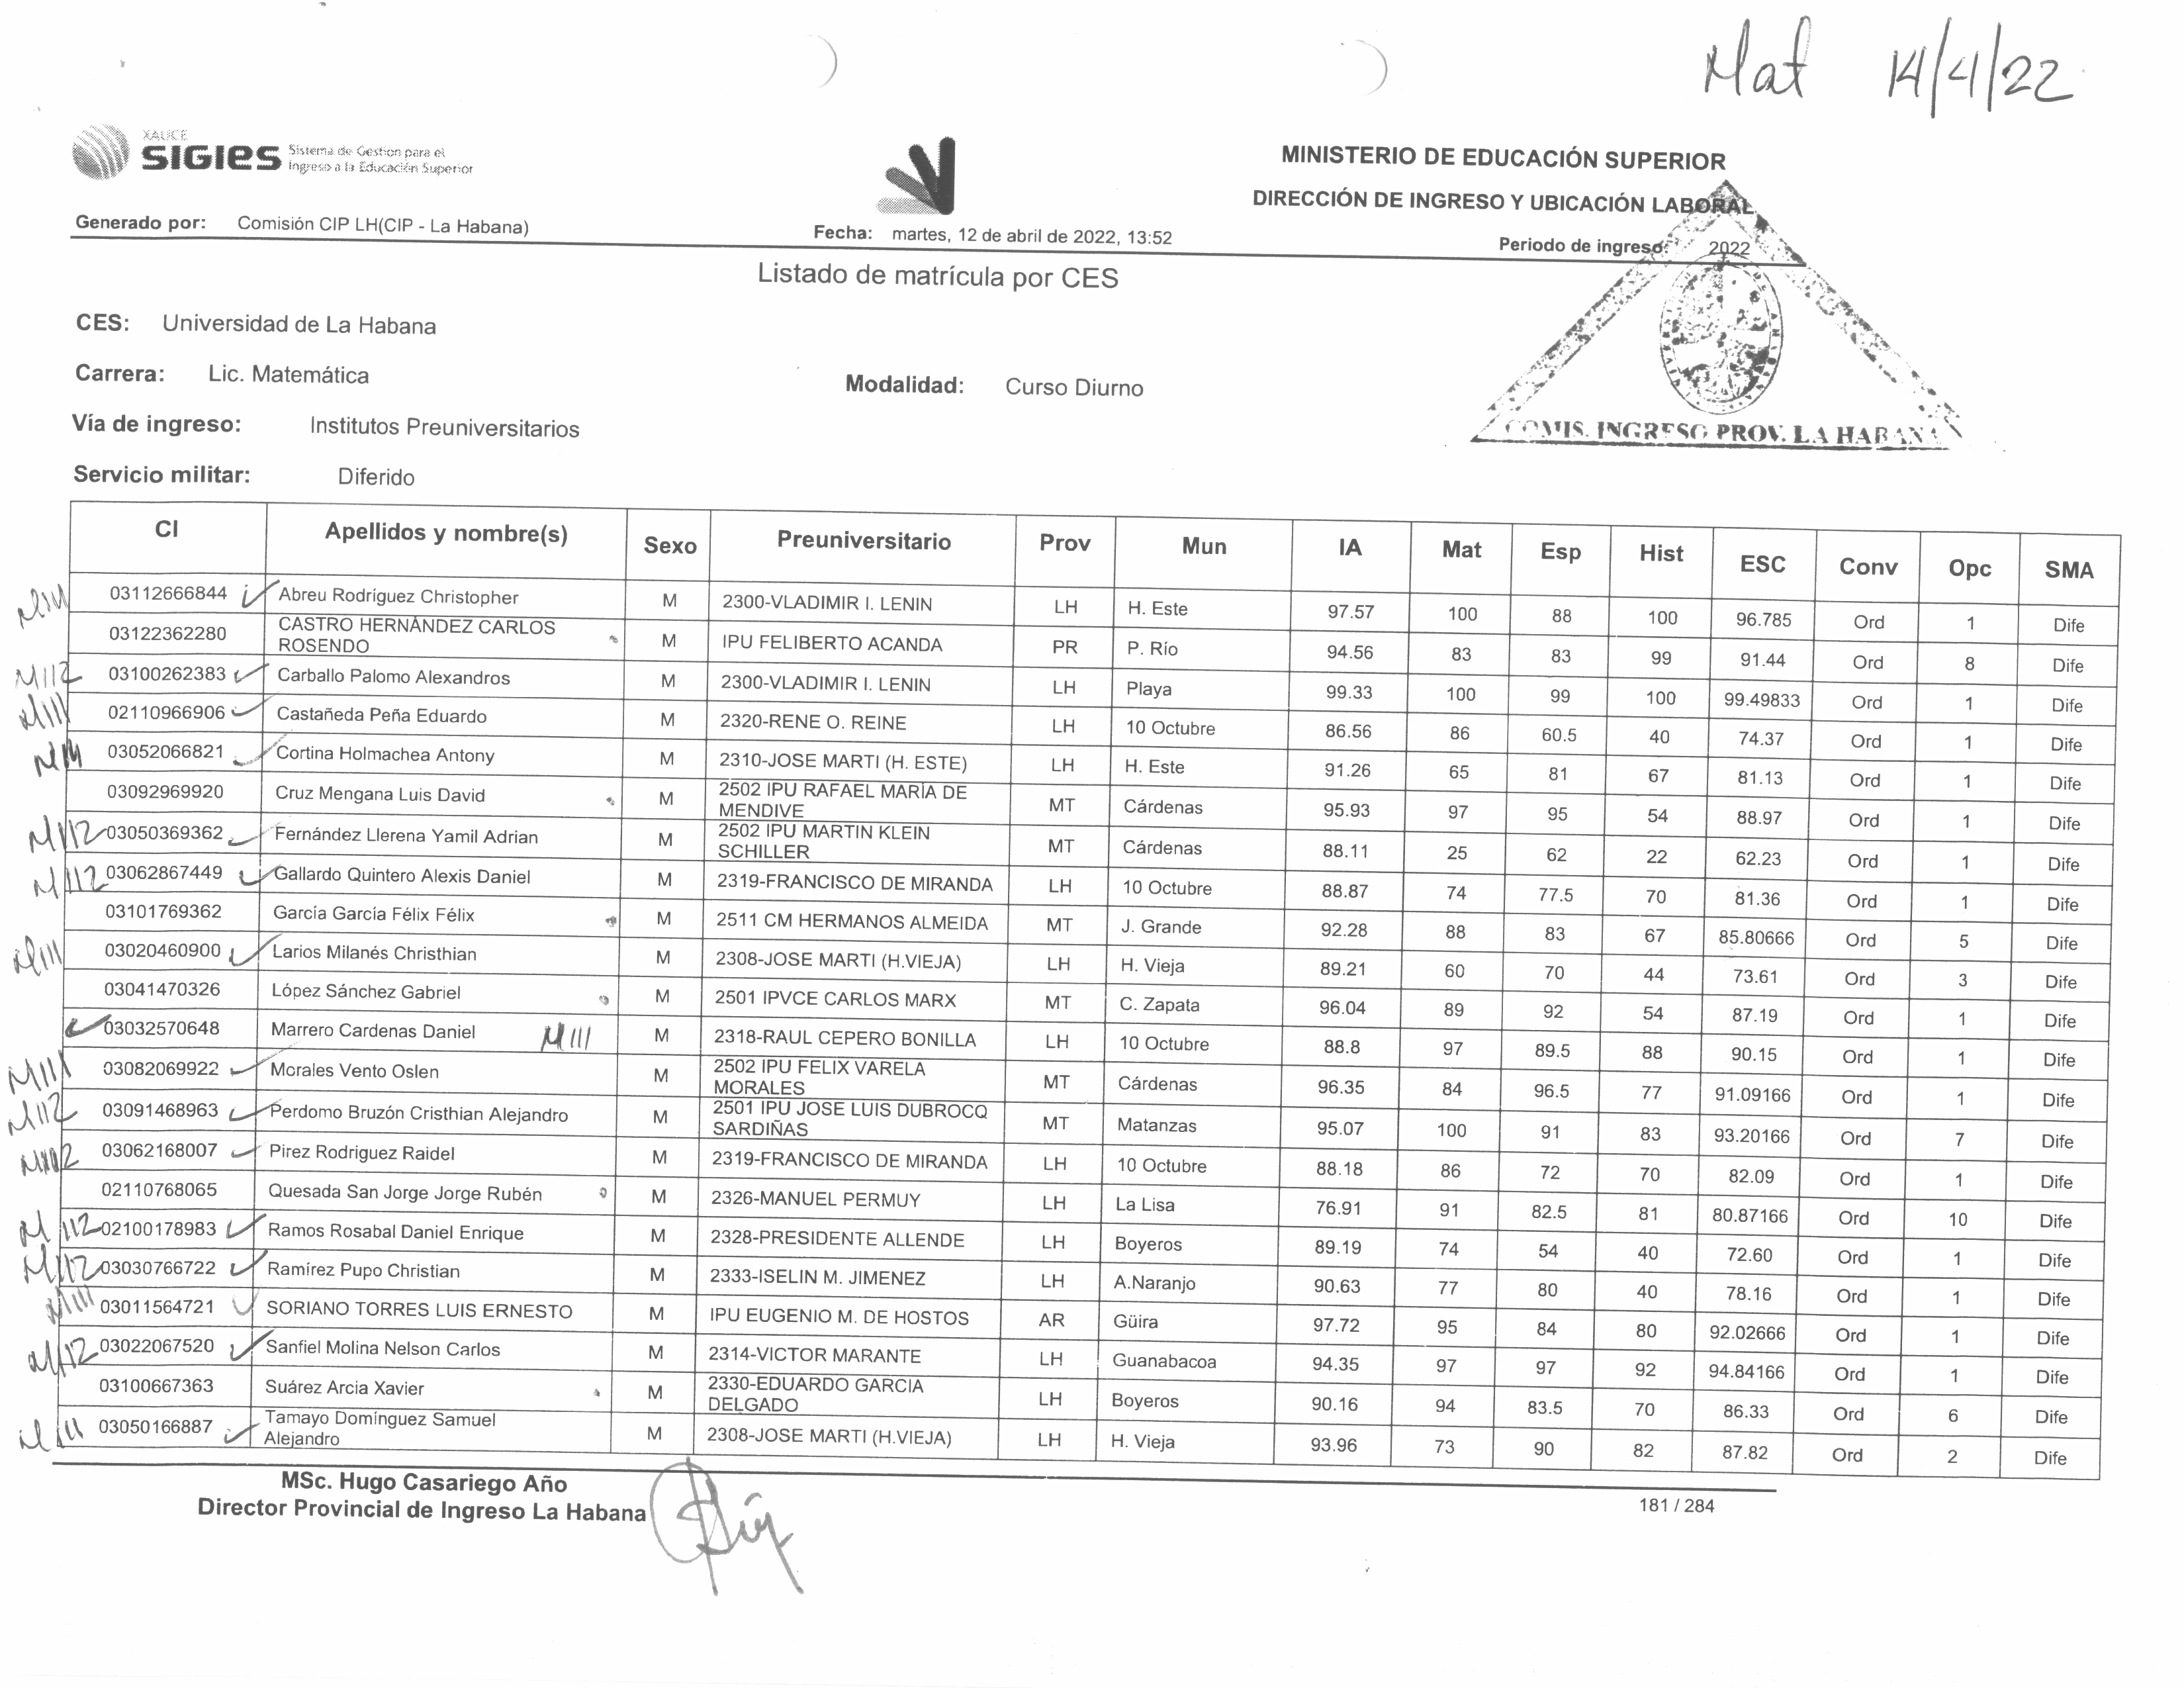 Mat 14/4/22
XAUCE
SIGIES Sistema de Gestión para el
Ingreso a la Educación Superior
MINISTERIO DE EDUCACIÓN SUPERIOR
DIRECCIÓN DE INGRESO Y UBICACIÓN LABORAL
Generado por: Comisión CIP LH(CIP - La Habana) Fecha: martes, 12 de abril de 2022, 13:52 Periodo de ingreso: 2022
Listado de matrícula por CES
CES: Universidad de La Habana
Carrera: Lic. Matemática Modalidad: Curso Diurno
Vía de ingreso: Institutos Preuniversitarios
COMIS. INGRESO PROV. LA HABANA
Servicio militar: Diferido
CI Apellidos y nombre(s) Sexo Preuniversitario Prov Mun IA Mat Esp Hist ESC Conv Opc SMA
M111 03112666844 Abreu Rodríguez Christopher M 2300-VLADIMIR I. LENIN LH H. Este 97.57 100 88 100 96.785 Ord 1 Dife
03122362280 CASTRO HERNÁNDEZ CARLOS ROSENDO M IPU FELIBERTO ACANDA PR P. Río 94.56 83 83 99 91.44 Ord 8 Dife
M112 03100262383 Carballo Palomo Alexandros M 2300-VLADIMIR I. LENIN LH Playa 99.33 100 99 100 99.49833 Ord 1 Dife
M111 02110966906 Castañeda Peña Eduardo M 2320-RENE O. REINE LH 10 Octubre 86.56 86 60.5 40 74.37 Ord 1 Dife
M111 03052066821 Cortina Holmachea Antony M 2310-JOSE MARTI (H. ESTE) LH H. Este 91.26 65 81 67 81.13 Ord 1 Dife
03092969920 Cruz Mengana Luis David M 2502 IPU RAFAEL MARÍA DE MENDIVE MT Cárdenas 95.93 97 95 54 88.97 Ord 1 Dife
M112 03050369362 Fernández Llerena Yamil Adrian M 2502 IPU MARTIN KLEIN SCHILLER MT Cárdenas 88.11 25 62 22 62.23 Ord 1 Dife
M112 03062867449 Gallardo Quintero Alexis Daniel M 2319-FRANCISCO DE MIRANDA LH 10 Octubre 88.87 74 77.5 70 81.36 Ord 1 Dife
03101769362 García García Félix Félix M 2511 CM HERMANOS ALMEIDA MT J. Grande 92.28 88 83 67 85.80666 Ord 5 Dife
M111 03020460900 Larios Milanés Christhian M 2308-JOSE MARTI (H.VIEJA) LH H. Vieja 89.21 60 70 44 73.61 Ord 3 Dife
03041470326 López Sánchez Gabriel M 2501 IPVCE CARLOS MARX MT C. Zapata 96.04 89 92 54 87.19 Ord 1 Dife
03032570648 Marrero Cardenas Daniel M111 M 2318-RAUL CEPERO BONILLA LH 10 Octubre 88.8 97 89.5 88 90.15 Ord 1 Dife
M111 03082069922 Morales Vento Oslen M 2502 IPU FELIX VARELA MORALES MT Cárdenas 96.35 84 96.5 77 91.09166 Ord 1 Dife
M112 03091468963 Perdomo Bruzón Cristhian Alejandro M 2501 IPU JOSE LUIS DUBROCQ SARDIÑAS MT Matanzas 95.07 100 91 83 93.20166 Ord 7 Dife
03062168007 Pirez Rodriguez Raidel M 2319-FRANCISCO DE MIRANDA LH 10 Octubre 88.18 86 72 70 82.09 Ord 1 Dife
02110768065 Quesada San Jorge Jorge Rubén M 2326-MANUEL PERMUY LH La Lisa 76.91 91 82.5 81 80.87166 Ord 10 Dife
M112 02100178983 Ramos Rosabal Daniel Enrique M 2328-PRESIDENTE ALLENDE LH Boyeros 89.19 74 54 40 72.60 Ord 1 Dife
M112 03030766722 Ramírez Pupo Christian M 2333-ISELIN M. JIMENEZ LH A.Naranjo 90.63 77 80 40 78.16 Ord 1 Dife
M111 03011564721 SORIANO TORRES LUIS ERNESTO M IPU EUGENIO M. DE HOSTOS AR Güira 97.72 95 84 80 92.02666 Ord 1 Dife
M112 03022067520 Sanfiel Molina Nelson Carlos M 2314-VICTOR MARANTE LH Guanabacoa 94.35 97 97 92 94.84166 Ord 1 Dife
03100667363 Suárez Arcia Xavier M 2330-EDUARDO GARCIA DELGADO LH Boyeros 90.16 94 83.5 70 86.33 Ord 6 Dife
M111 03050166887 Tamayo Domínguez Samuel Alejandro M 2308-JOSE MARTI (H.VIEJA) LH H. Vieja 93.96 73 90 82 87.82 Ord 2 Dife
MSc. Hugo Casariego Año
Director Provincial de Ingreso La Habana
181 / 284